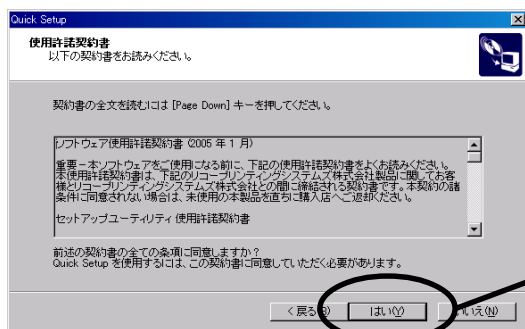 Quick Setup
使用許諾契約書
以下の契約書をお読みください。
契約書の全文を読むには [Page Down] キーを押してください。
ソフトウェア使用許諾契約書 (2005 年 1 月)
重要－本ソフトウェアをご使用になる前に、下記の使用許諾契約書をよくお読みください。
本使用許諾契約書は、下記のリコープリンティングシステムズ株式会社製品に関してお客
様とリコープリンティングシステムズ株式会社との間に締結される契約書です。本契約の諸
条件に同意されない場合は、未使用の本製品を直ちに購入店へご返却ください。
セットアップユーティリティ 使用許諾契約書
前述の契約書の全ての条項に同意しますか?
Quick Setup を使用するには、この契約書に同意していただく必要があります。
< 戻る(B) はい(Y) いいえ(N)